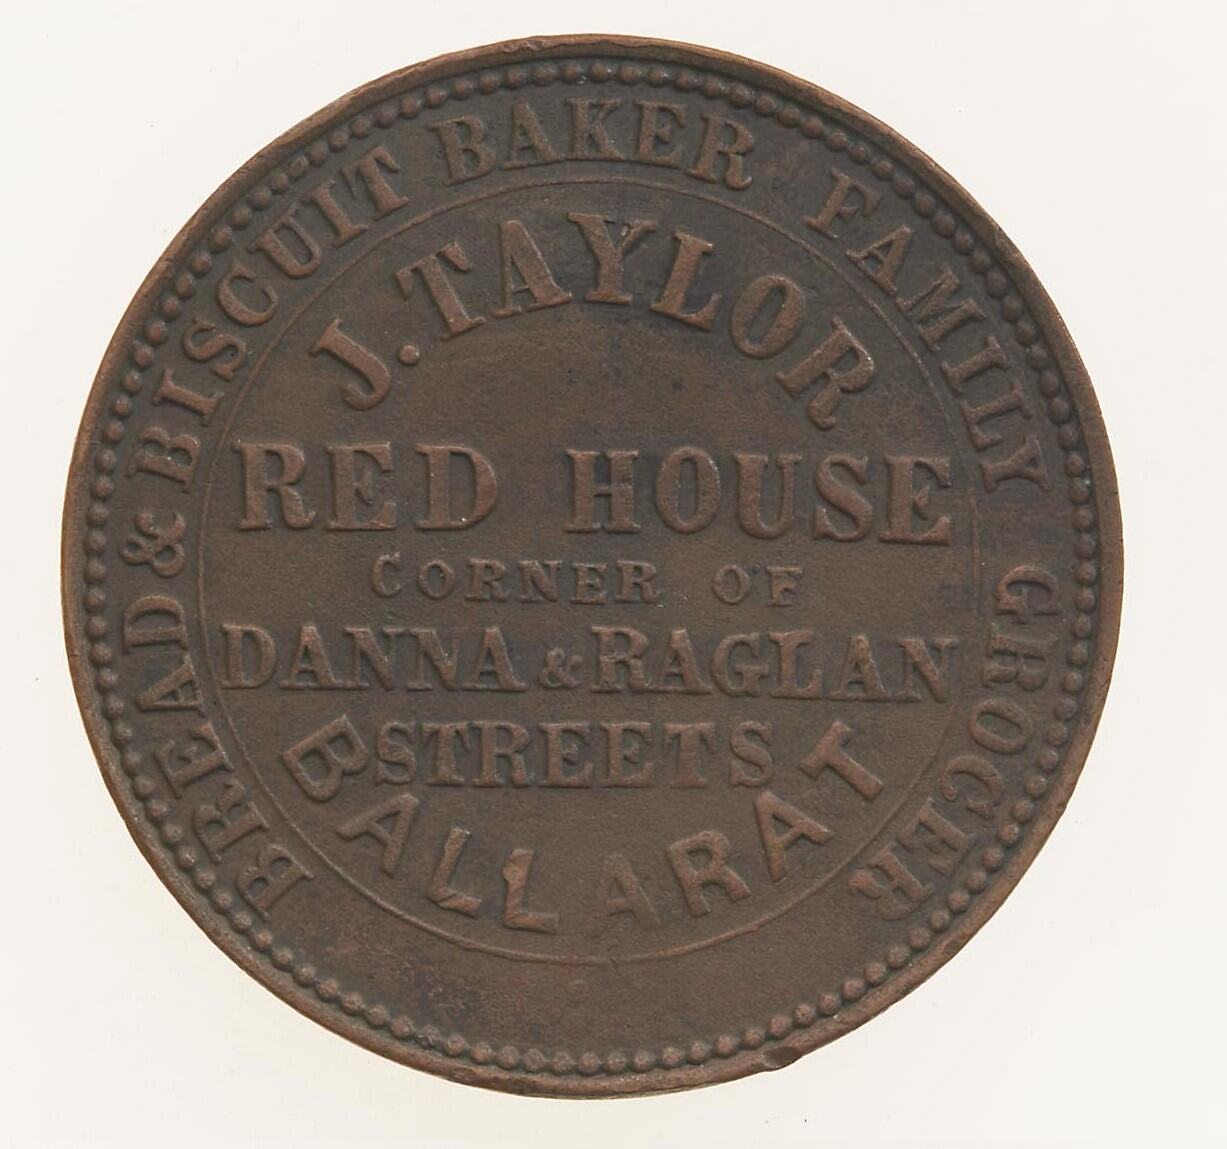 BREAD & BISCUIT BAKER FAMILY GROCER
J. TAYLOR
RED HOUSE
CORNER OF
DANNA & RAGLAN
STREETS
BALLARAT